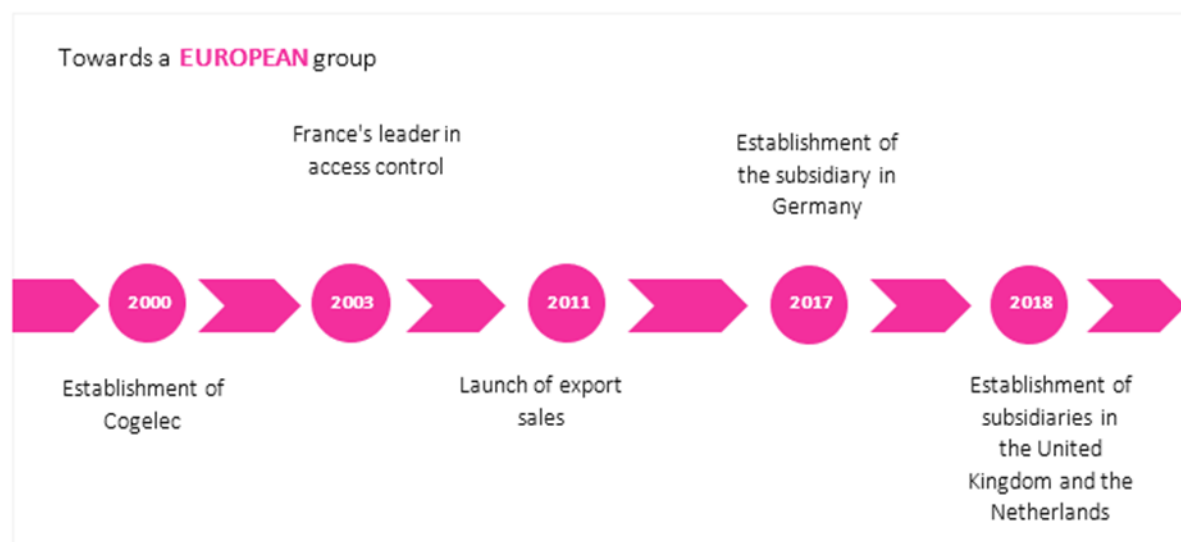 Towards a EUROPEAN group
France's leader in
access control
Establishment of
the subsidiary in
Germany
2000
2003
2011
2017
2018
Establishment of
Cogelec
Launch of export
sales
Establishment of
subsidiaries in
the United
Kingdom and the
Netherlands